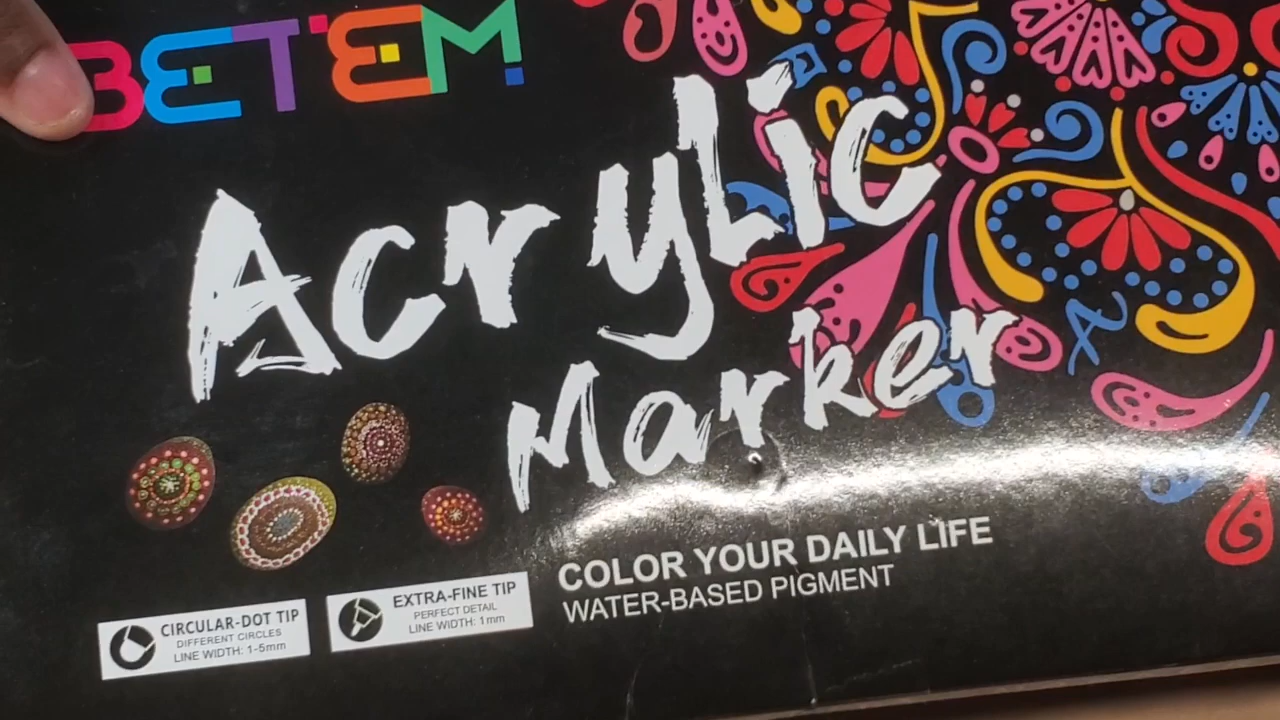 BETEM
Acrylic
Marker
COLOR YOUR DAILY LIFE
WATER-BASED PIGMENT
CIRCULAR-DOT TIP
DIFFERENT CIRCLES
LINE WIDTH: 1-5mm
EXTRA-FINE TIP
PERFECT DETAIL
LINE WIDTH: 1mm